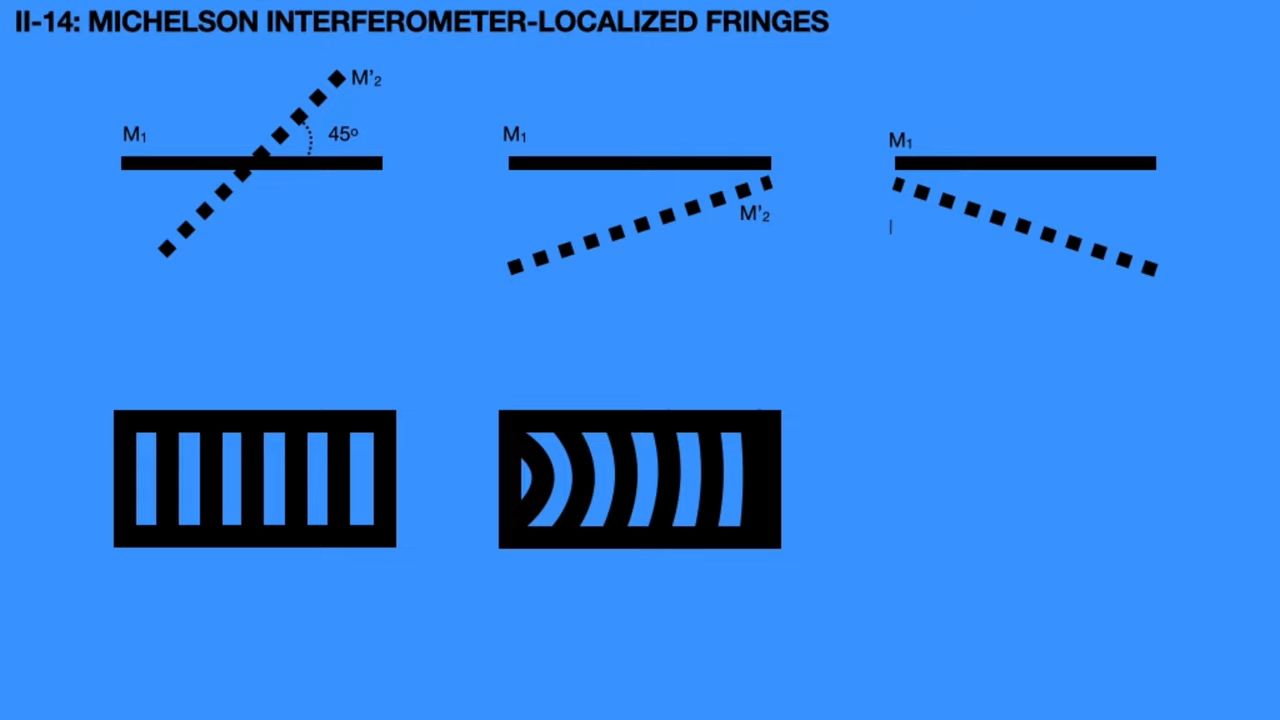 II-14: MICHELSON INTERFEROMETER-LOCALIZED FRINGES
M'₂
M₁
45º
M₁
M'₂
M₁